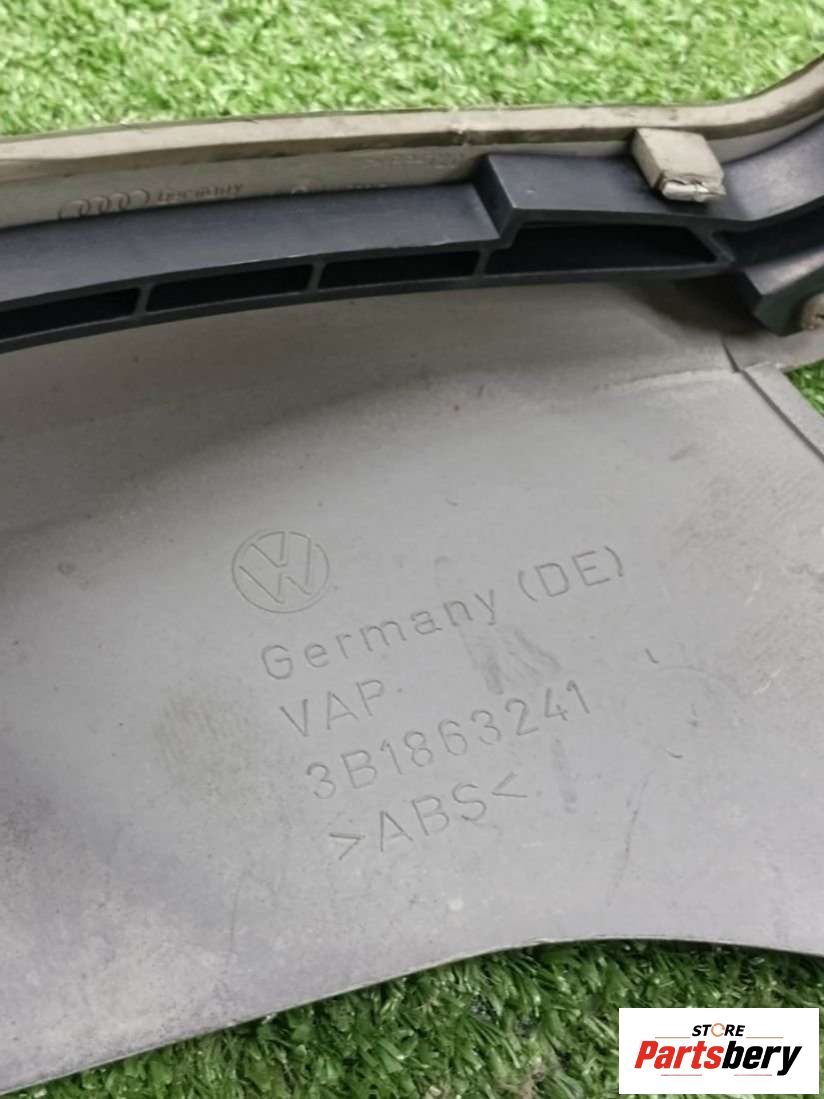 Germany (DE)
VAP
3B1863241
>ABS<
STORE
Partsbery